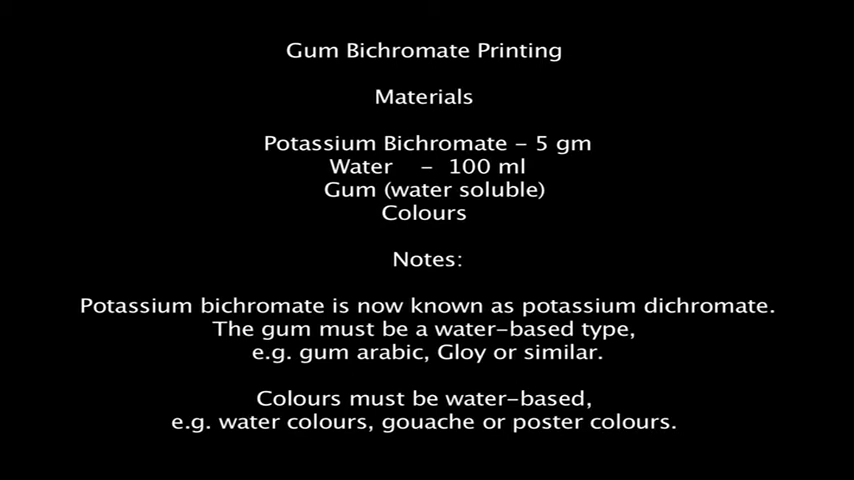 Gum Bichromate Printing
Materials
Potassium Bichromate – 5 gm
Water – 100 ml
Gum (water soluble)
Colours
Notes:
Potassium bichromate is now known as potassium dichromate.
The gum must be a water-based type,
e.g. gum arabic, Gloy or similar.
Colours must be water-based,
e.g. water colours, gouache or poster colours.